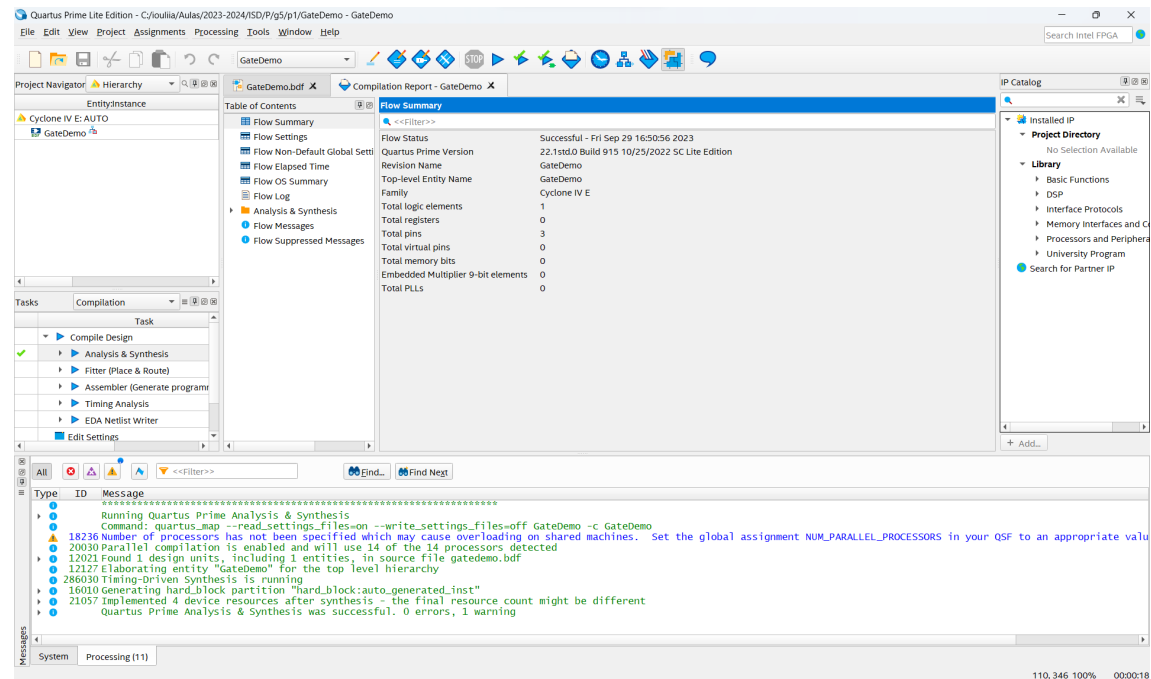 Quartus Prime Lite Edition - C:/iouliia/Aulas/2023-2024/ISD/P/g5/p1/GateDemo - GateDemo
File Edit View Project Assignments Processing Tools Window Help
Search Intel FPGA
GateDemo
STOP
Project Navigator Hierarchy
Entity:Instance
Cyclone IV E: AUTO
GateDemo
Tasks Compilation
Task
Compile Design
Analysis & Synthesis
Fitter (Place & Route)
Assembler (Generate programm
Timing Analysis
EDA Netlist Writer
Edit Settings
GateDemo.bdf X
Compilation Report - GateDemo X
Table of Contents
Flow Summary
Flow Settings
Flow Non-Default Global Setti
Flow Elapsed Time
Flow OS Summary
Flow Log
Analysis & Synthesis
Flow Messages
Flow Suppressed Messages
Flow Summary
<<Filter>>
Flow Status Successful - Fri Sep 29 16:50:56 2023
Quartus Prime Version 22.1std.0 Build 915 10/25/2022 SC Lite Edition
Revision Name GateDemo
Top-level Entity Name GateDemo
Family Cyclone IV E
Total logic elements 1
Total registers 0
Total pins 3
Total virtual pins 0
Total memory bits 0
Embedded Multiplier 9-bit elements 0
Total PLLs 0
IP Catalog
Installed IP
Project Directory
No Selection Available
Library
Basic Functions
DSP
Interface Protocols
Memory Interfaces and Co
Processors and Periphera
University Program
Search for Partner IP
+ Add...
All <<Filter>> Find... Find Next
Type ID Message
*******************************************************************
Running Quartus Prime Analysis & Synthesis
Command: quartus_map --read_settings_files=on --write_settings_files=off GateDemo -c GateDemo
18236 Number of processors has not been specified which may cause overloading on shared machines. Set the global assignment NUM_PARALLEL_PROCESSORS in your QSF to an appropriate valu
20030 Parallel compilation is enabled and will use 14 of the 14 processors detected
12021 Found 1 design units, including 1 entities, in source file gatedemo.bdf
12127 Elaborating entity "GateDemo" for the top level hierarchy
286030 Timing-Driven Synthesis is running
16010 Generating hard_block partition "hard_block:auto_generated_inst"
21057 Implemented 4 device resources after synthesis - the final resource count might be different
Quartus Prime Analysis & Synthesis was successful. 0 errors, 1 warning
Messages
System Processing (11)
110, 346 100% 00:00:18